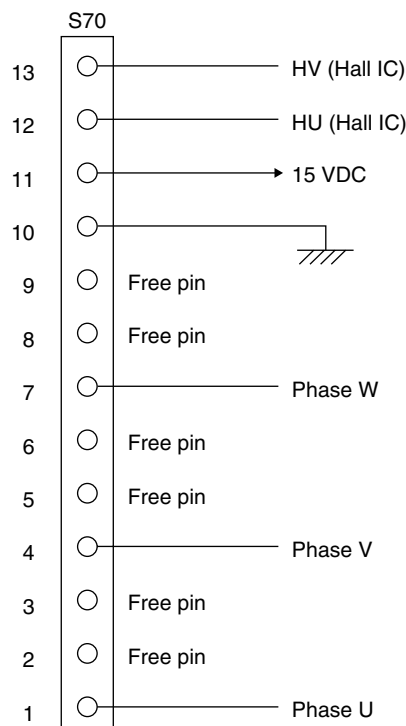 S70
13 HV (Hall IC)
12 HU (Hall IC)
11 15 VDC
10
9 Free pin
8 Free pin
7 Phase W
6 Free pin
5 Free pin
4 Phase V
3 Free pin
2 Free pin
1 Phase U